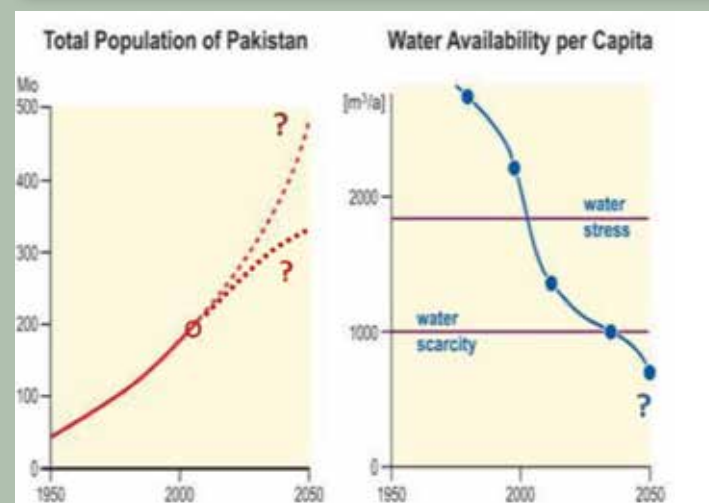 Total Population of Pakistan
Mio
500
400
300
200
100
0
1950
2000
2050
?
?
Water Availability per Capita
[m³/a]
2000
1000
0
water
stress
water
scarcity
?
1950
2000
2050